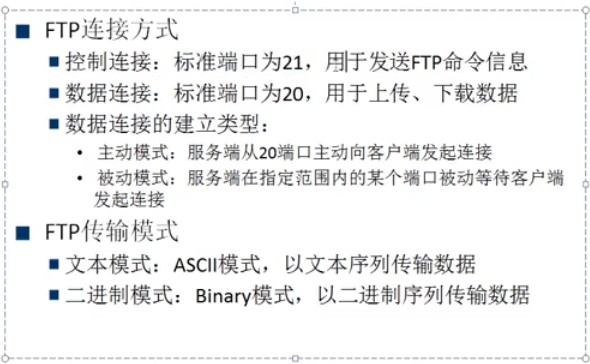 FTP连接方式
控制连接：标准端口为21，用于发送FTP命令信息
数据连接：标准端口为20，用于上传、下载数据
数据连接的建立类型：
主动模式：服务端从20端口主动向客户端发起连接
被动模式：服务端在指定范围内的某个端口被动等待客户端
发起连接
FTP传输模式
文本模式：ASCII模式，以文本序列传输数据
二进制模式：Binary模式，以二进制序列传输数据